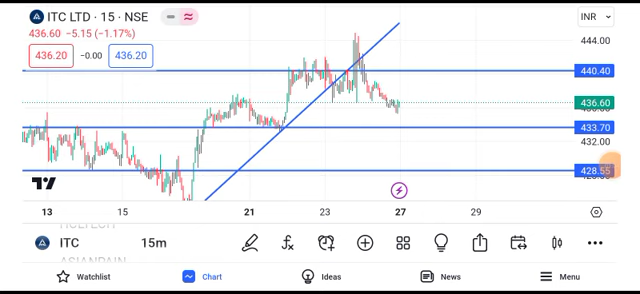 ITC LTD · 15 · NSE
INR
436.60 −5.15 (−1.17%)
436.20 −0.00 436.20
444.00
440.40
436.60
433.70
432.00
428.55
13 15 21 23 27 29
ITC 15m
ASIANPAIN
Watchlist Chart Ideas News Menu